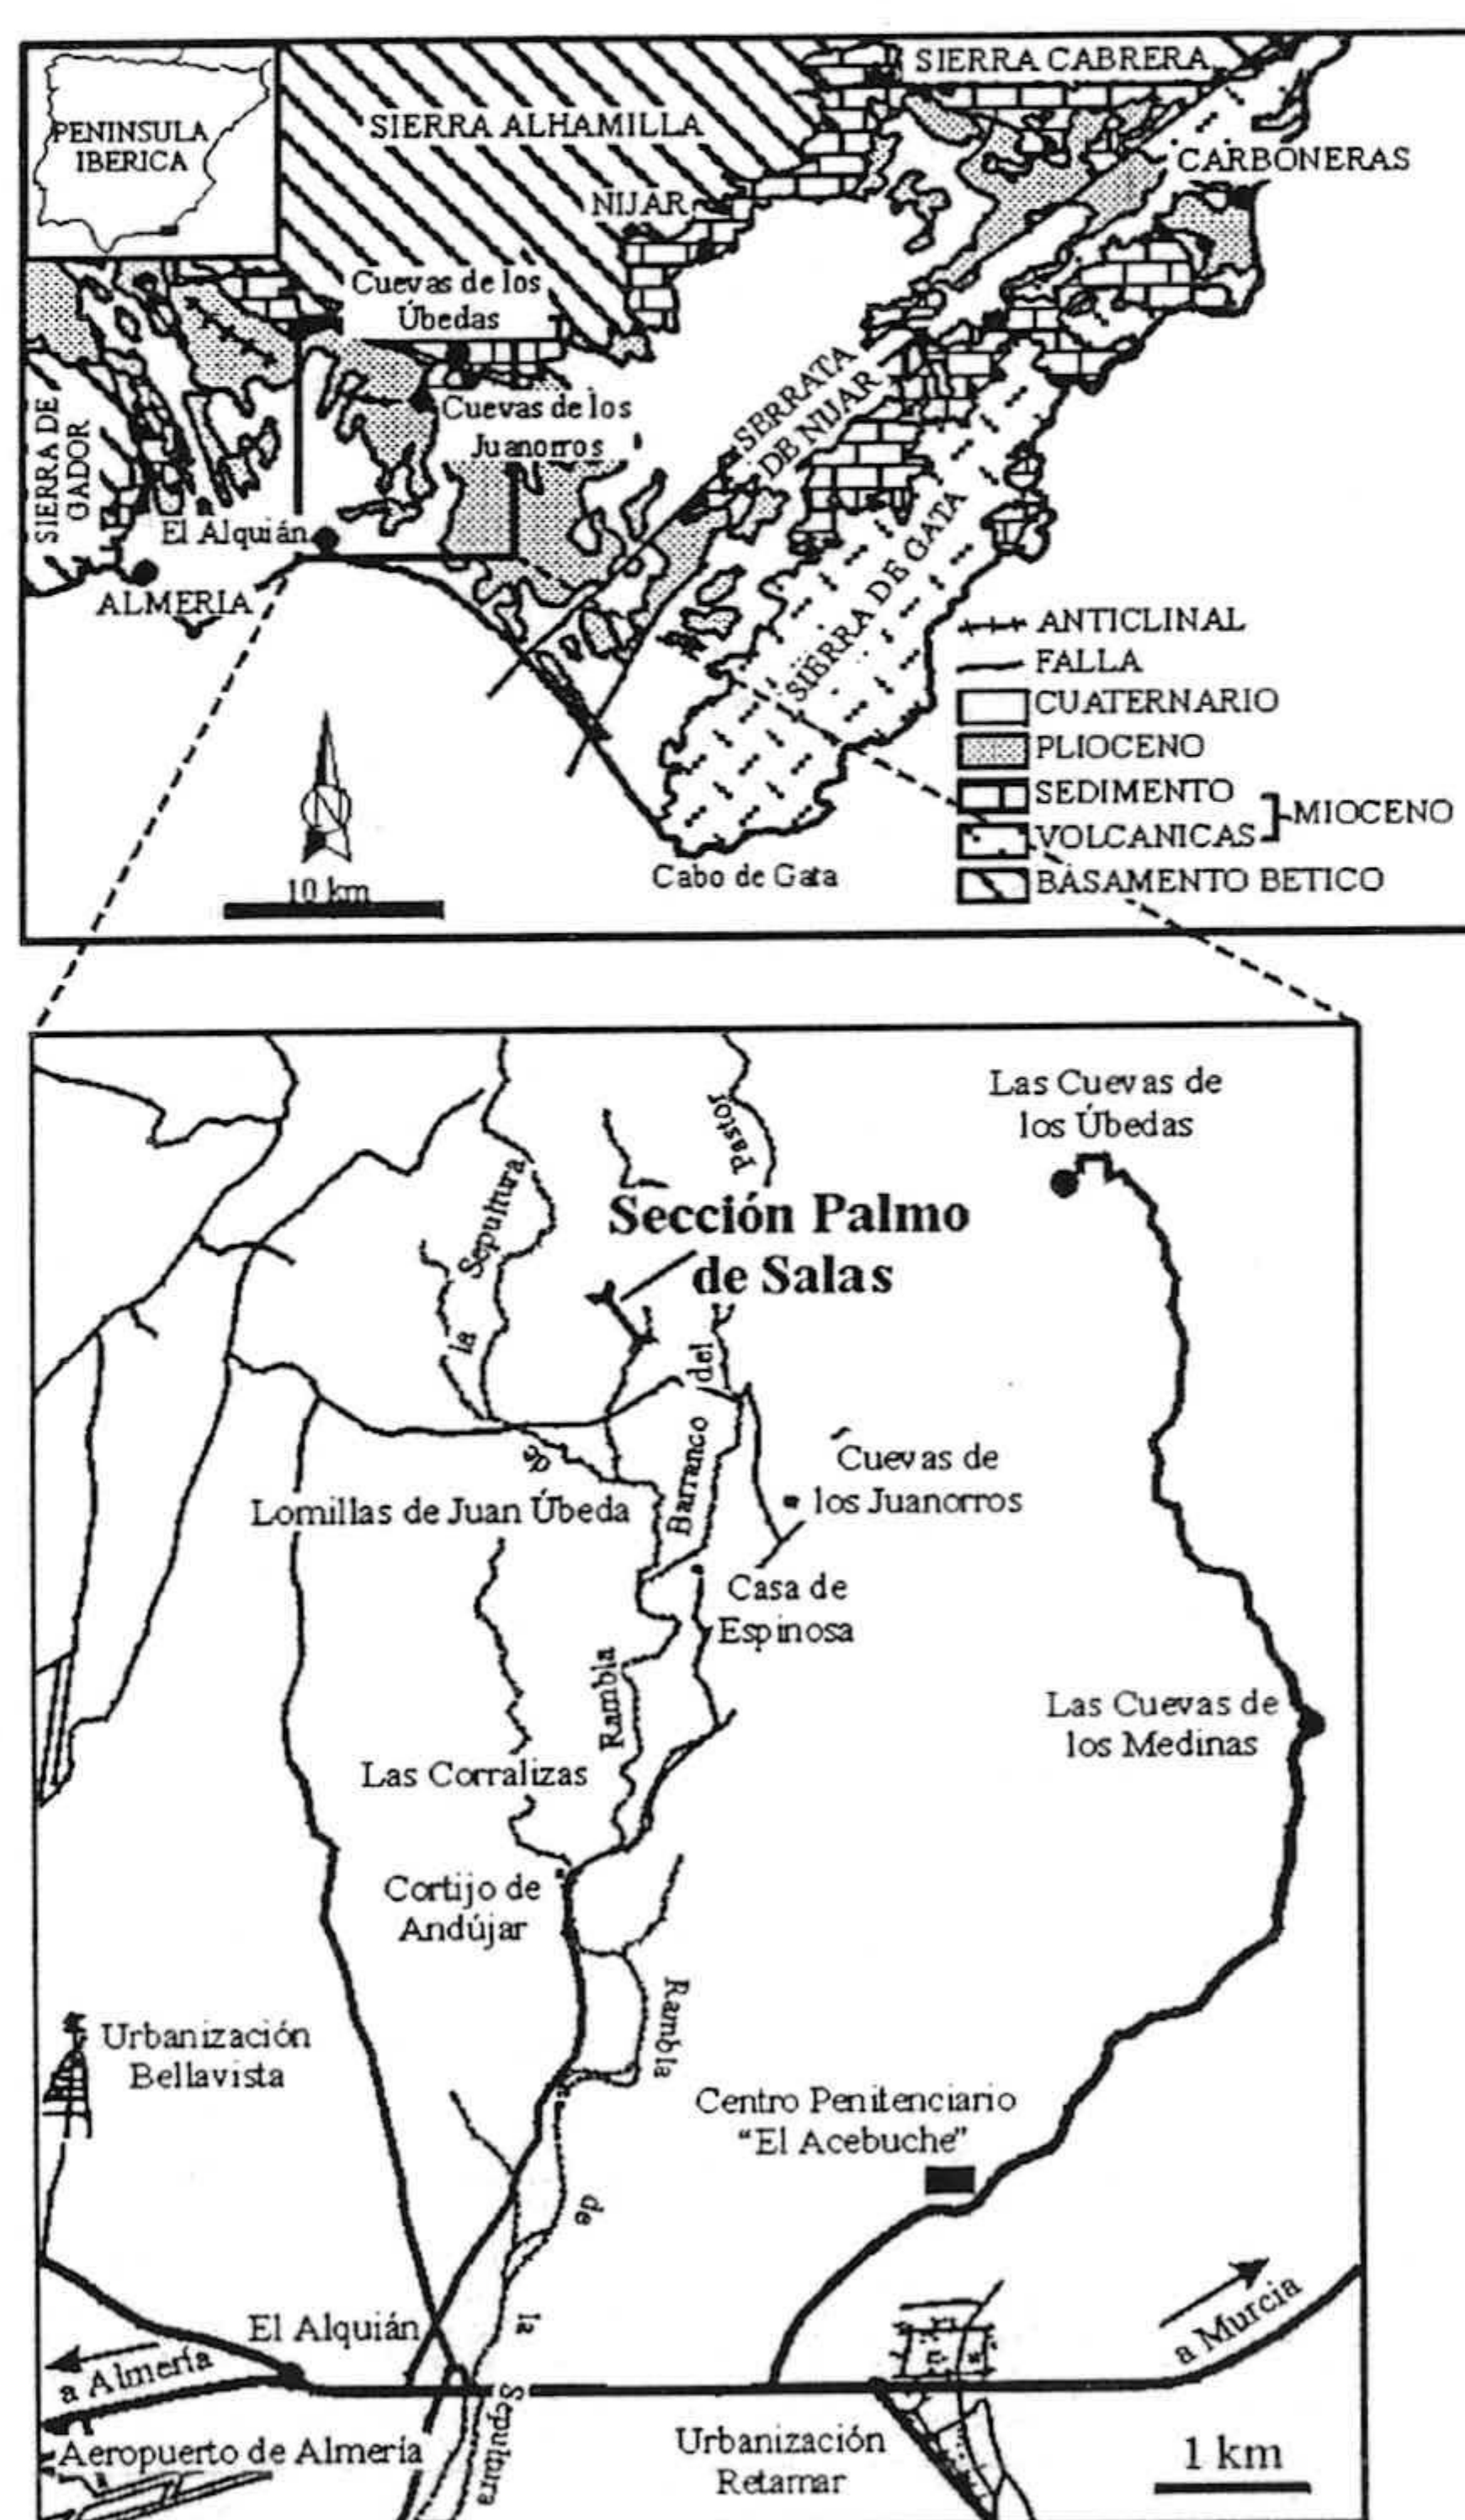 PENINSULA
IBERICA
SIERRA ALHAMILLA
SIERRA CABRERA
CARBONERAS
NIJAR
Cuevas de los
Úbedas
Cuevas de los
Juanorros
SERRATA
DE NIJAR
SIERRA DE
GADOR
El Alquián
ALMERIA
SIERRA DE GATA
Cabo de Gata
N
10 km
ANTICLINAL
FALLA
CUATERNARIO
PLIOCENO
SEDIMENTO
VOLCANICAS
MIOCENO
BASAMENTO BETICO
Las Cuevas de
los Úbedas
Pastor
Sepultura
Sección Palmo
de Salas
la
del
de
Barranco
Cuevas de
los Juanorros
Lomillas de Juan Úbeda
Casa de
Espinosa
Rambla
Las Cuevas de
los Medinas
Las Corralizas
Cortijo de
Andújar
Rambla
Urbanización
Bellavista
Centro Penitenciario
“El Acebuche”
de
la
El Alquián
a Almería
a Murcia
Sepultura
Aeropuerto de Almería
Urbanización
Retamar
1 km